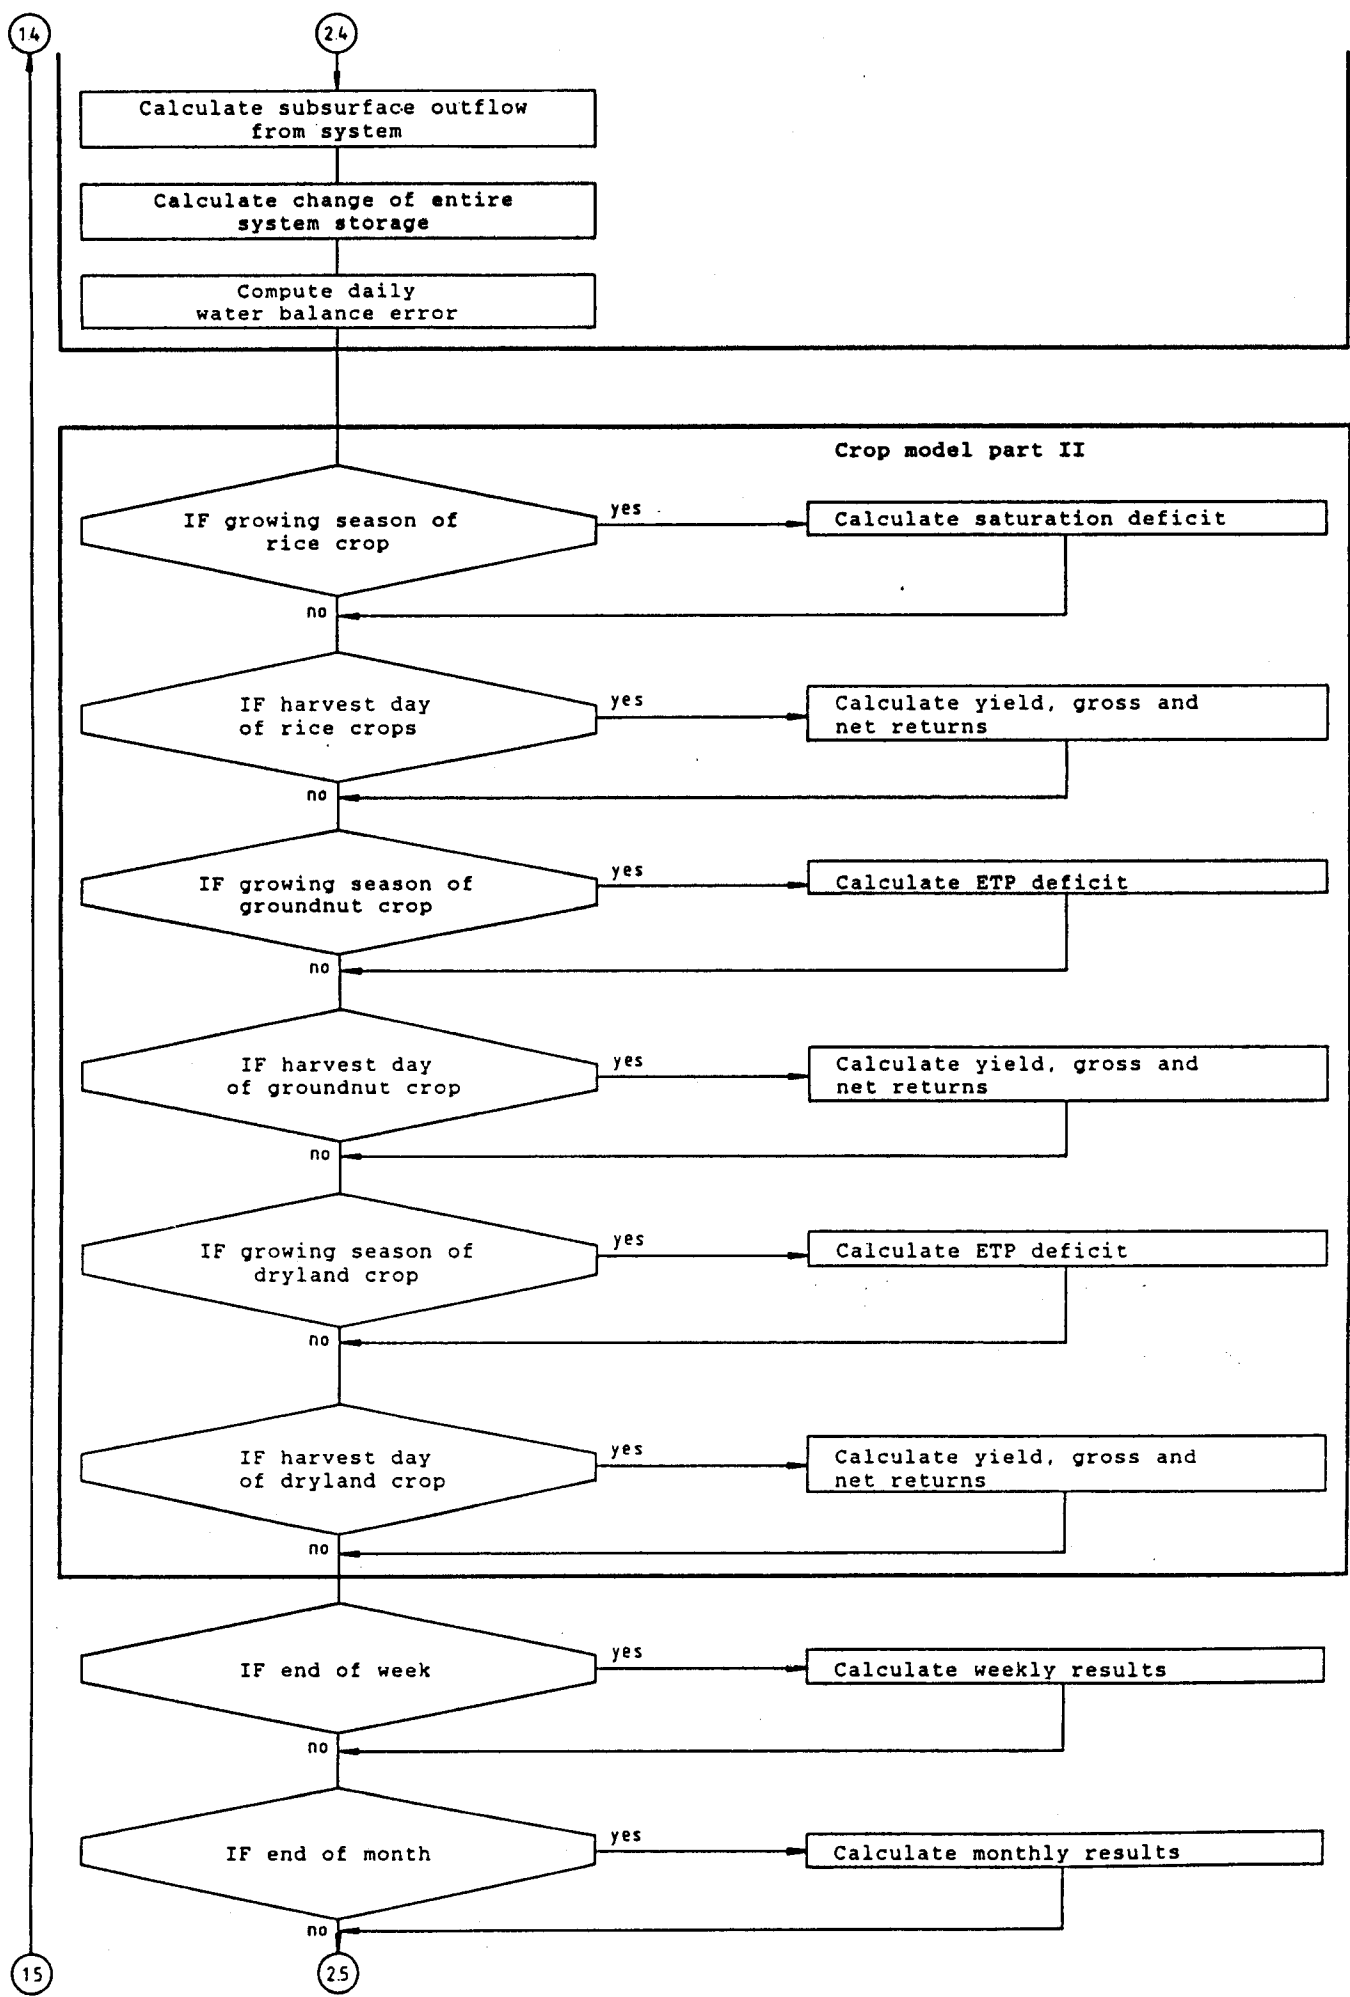 1.4
2.4
Calculate subsurface outflow
from system
Calculate change of entire
system storage
Compute daily
water balance error
Crop model part II
IF growing season of
rice crop
yes
Calculate saturation deficit
no
IF harvest day
of rice crops
yes
Calculate yield, gross and
net returns
no
IF growing season of
groundnut crop
yes
Calculate ETP deficit
no
IF harvest day
of groundnut crop
yes
Calculate yield, gross and
net returns
no
IF growing season of
dryland crop
yes
Calculate ETP deficit
no
IF harvest day
of dryland crop
yes
Calculate yield, gross and
net returns
no
IF end of week
yes
Calculate weekly results
no
IF end of month
yes
Calculate monthly results
no
1.5
2.5